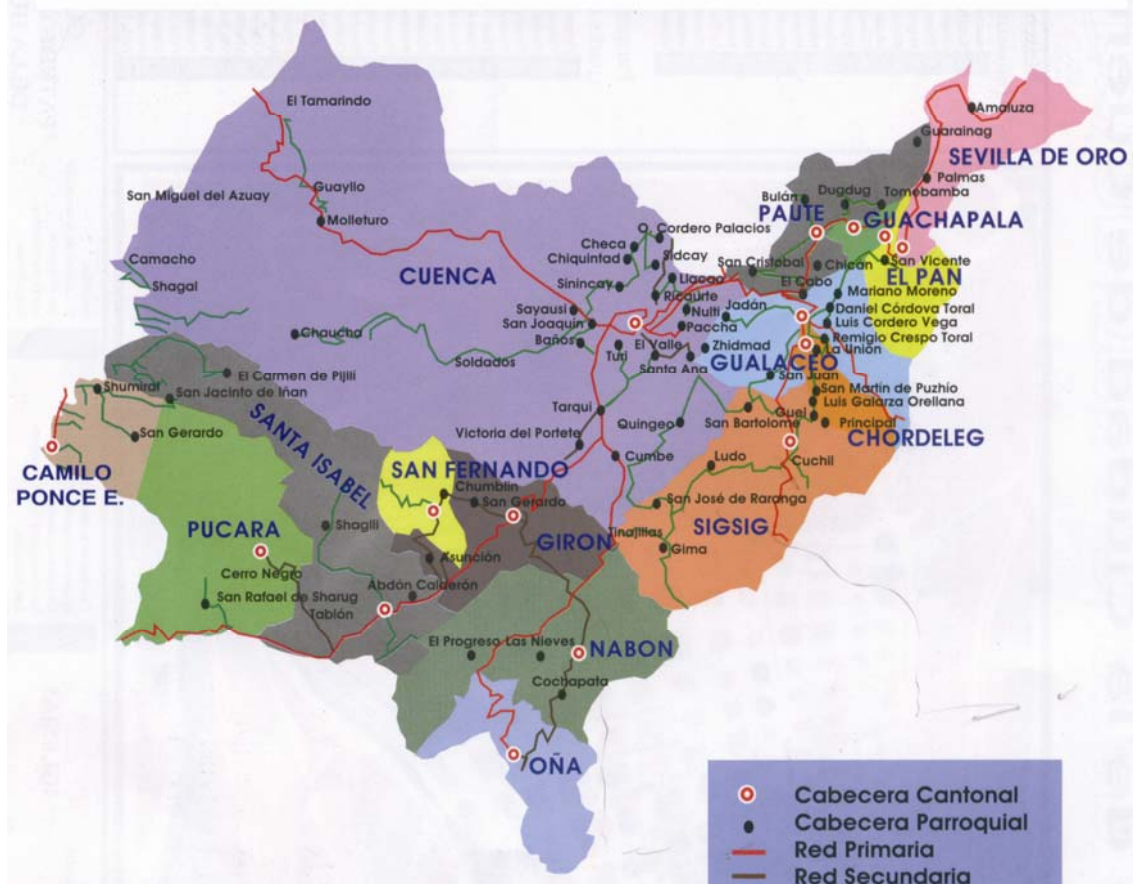 El Tamarindo
Amaluza
Guarainag
SEVILLA DE ORO
Palmas
San Miguel del Azuay
Guayllo
Molleturo
Bulán
Dugdug
Tomebamba
PAUTE
GUACHAPALA
O. Cordero Palacios
Checa
Chiquintad
Sidcay
San Cristobal
Chicán
San Vicente
EL PAN
Camacho
Shagal
CUENCA
Sinincay
Llacao
Ricaurte
El Cabo
Mariano Moreno
Sayausi
Nulti
Jadán
Daniel Córdova Toral
San Joaquín
Paccha
Luis Cordero Vega
Chaucha
Baños
Turi
El Valle
Zhidmad
Remigio Crespo Toral
La Unión
Soldados
Santa Ana
GUALACEO
San Juan
El Carmen de Pijilí
Shumiral
San Jacinto de Iñan
San Martín de Puzhío
Luis Galarza Orellana
Tarqui
Quingeo
San Bartolome
Guel
Principal
San Gerardo
SANTA ISABEL
Victoria del Portete
CHORDELEG
CAMILO
PONCE E.
Cumbe
Ludo
Cuchil
SAN FERNANDO
Chumblin
San Gerardo
San José de Raranga
PUCARA
Shaglli
GIRON
Tinajillas
SIGSIG
Gima
Asunción
Cerro Negro
Abdón Calderón
San Rafael de Sharug
Tablón
El Progreso
Las Nieves
NABON
Cochapata
OÑA
Cabecera Cantonal
Cabecera Parroquial
Red Primaria
Red Secundaria